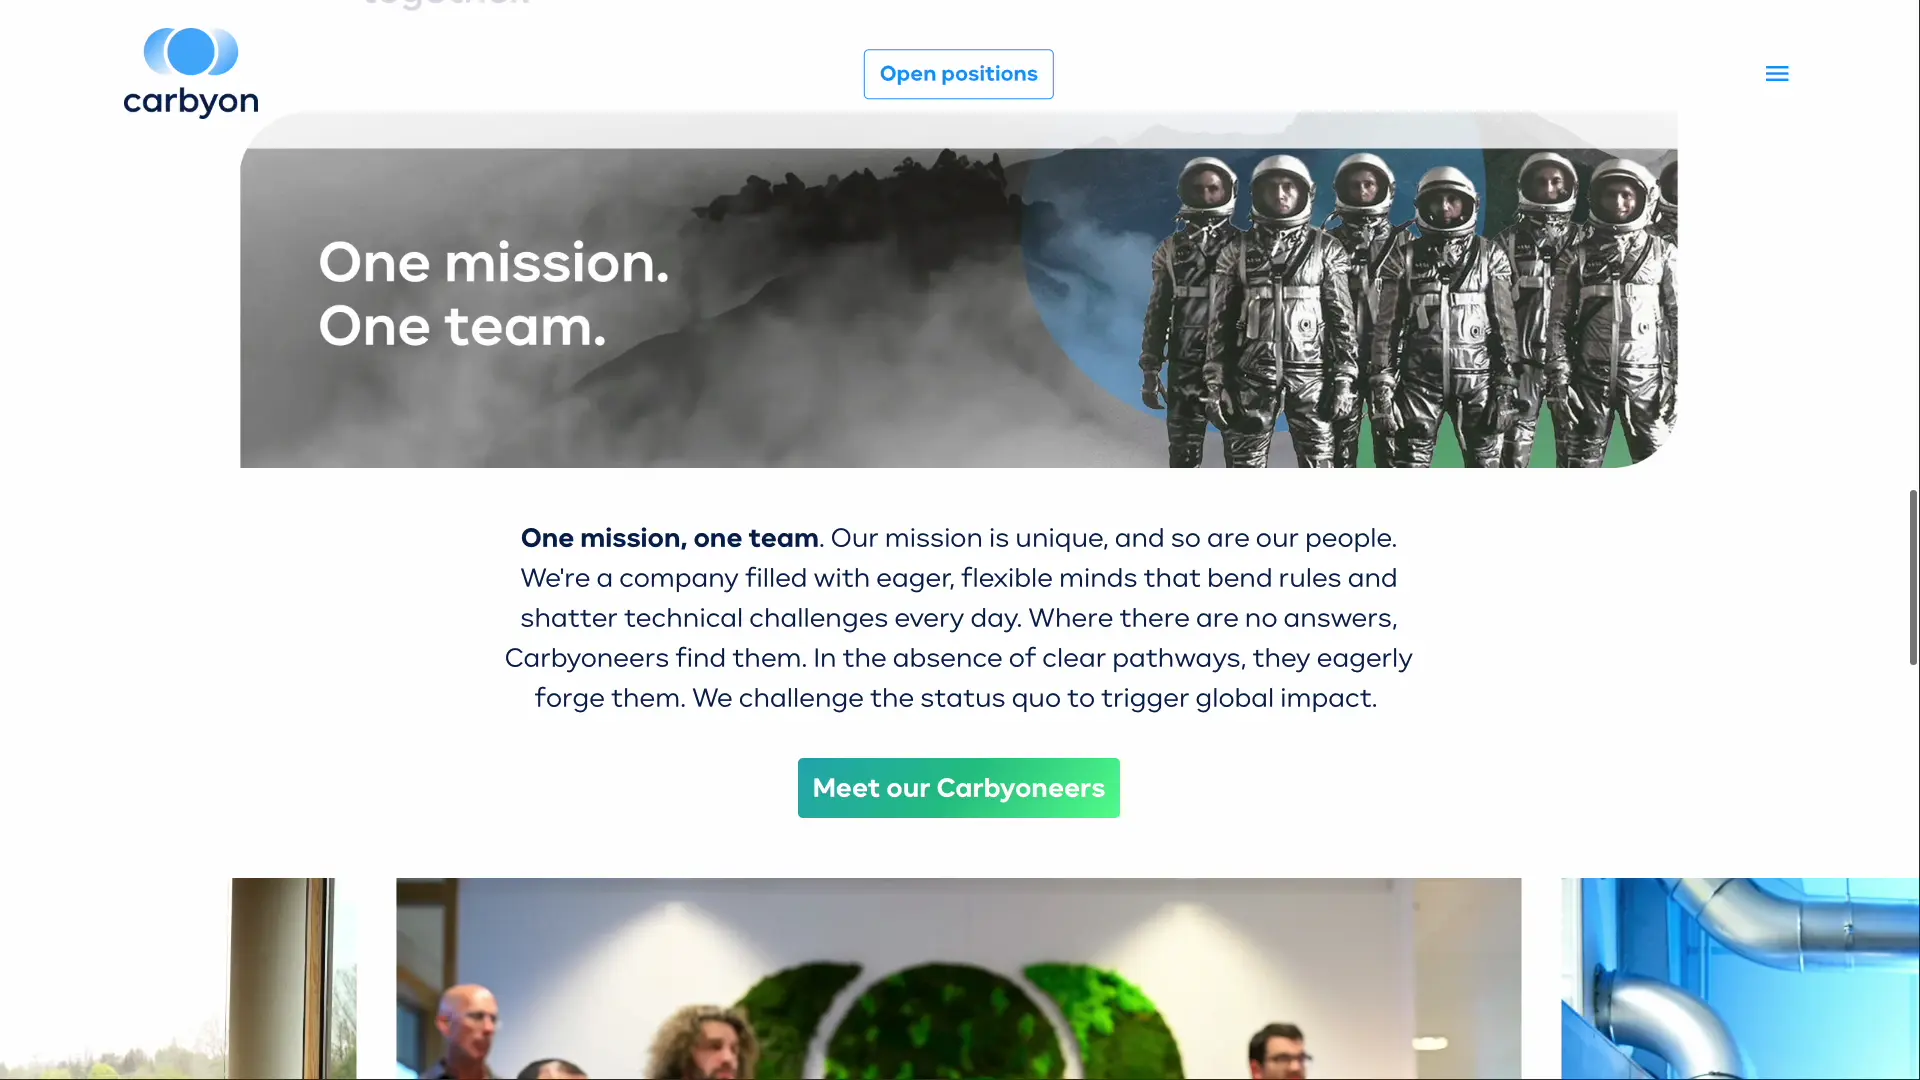 together.
carbyon
Open positions
One mission.
One team.
One mission, one team. Our mission is unique, and so are our people.
We're a company filled with eager, flexible minds that bend rules and
shatter technical challenges every day. Where there are no answers,
Carbyoneers find them. In the absence of clear pathways, they eagerly
forge them. We challenge the status quo to trigger global impact.
Meet our Carbyoneers